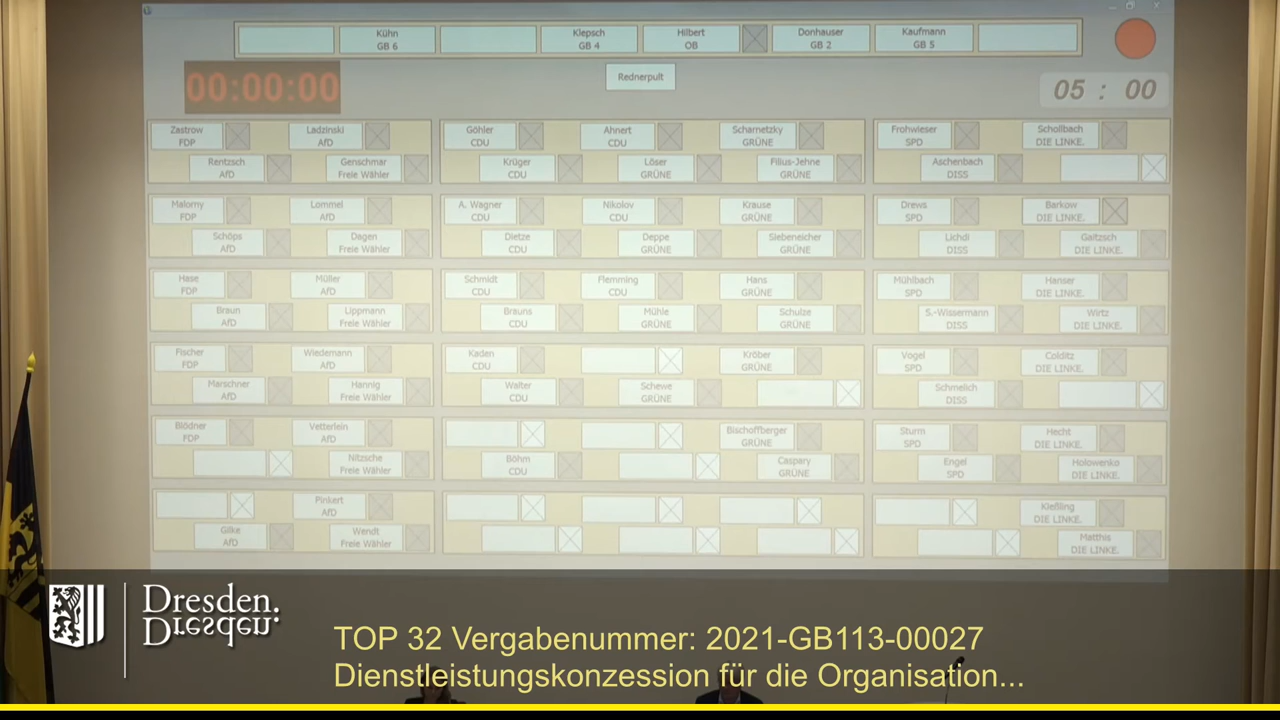 Kühn
GB 6
Klepsch
GB 4
Hilbert
OB
Donhauser
GB 2
Kaufmann
GB 5
00:00:00
Rednerpult
05 : 00
Zastrow
FDP
Ladzinski
AfD
Göhler
CDU
Ahnert
CDU
Scharnetzky
GRÜNE
Frohwieser
SPD
Schollbach
DIE LINKE.
Rentzsch
AfD
Genschmar
Freie Wähler
Krüger
CDU
Löser
GRÜNE
Filius-Jehne
GRÜNE
Aschenbach
DISS
Malorny
FDP
Lommel
AfD
A. Wagner
CDU
Nikolov
CDU
Krause
GRÜNE
Drews
SPD
Barkow
DIE LINKE.
Schöps
AfD
Dagen
Freie Wähler
Dietze
CDU
Deppe
GRÜNE
Siebeneicher
GRÜNE
Lichdi
DISS
Gaitzsch
DIE LINKE.
Hase
FDP
Müller
AfD
Schmidt
CDU
Flemming
CDU
Hans
GRÜNE
Mühlbach
SPD
Hanser
DIE LINKE.
Braun
AfD
Lippmann
Freie Wähler
Brauns
CDU
Mühle
GRÜNE
Schulze
GRÜNE
S.-Wissermann
DISS
Wirtz
DIE LINKE.
Fischer
FDP
Wiedemann
AfD
Kaden
CDU
Kröber
GRÜNE
Vogel
SPD
Colditz
DIE LINKE.
Marschner
AfD
Hannig
Freie Wähler
Walter
CDU
Schewe
GRÜNE
Schmelich
DISS
Blödner
FDP
Vetterlein
AfD
Bischoffberger
GRÜNE
Sturm
SPD
Hecht
DIE LINKE.
Nitzsche
Freie Wähler
Böhm
CDU
Caspary
GRÜNE
Engel
SPD
Holowenko
DIE LINKE.
Pinkert
AfD
Kießling
DIE LINKE.
Gilke
AfD
Wendt
Freie Wähler
Matthis
DIE LINKE.
Dresden.
Dresden.
TOP 32 Vergabenummer: 2021-GB113-00027
Dienstleistungskonzession für die Organisation...